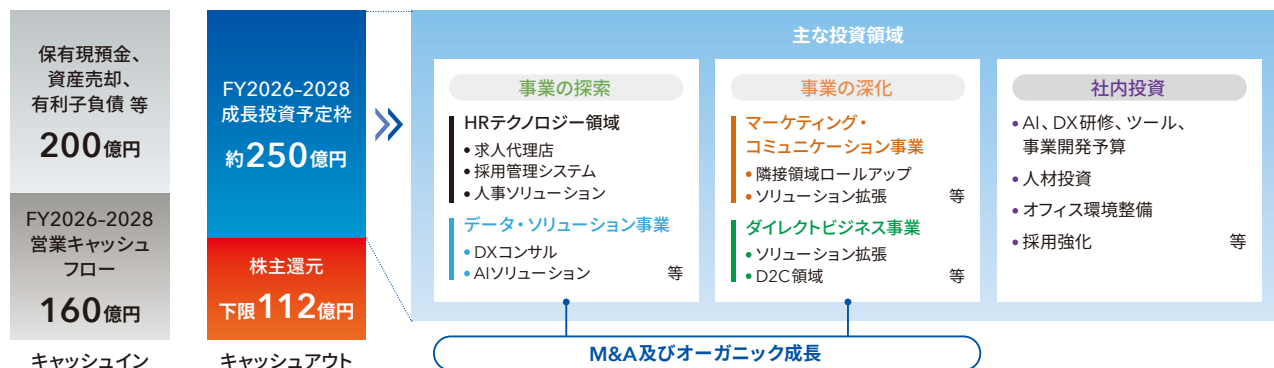 保有現預金、
資産売却、
有利子負債 等
200億円
FY2026-2028
営業キャッシュ
フロー
160億円
キャッシュイン
FY2026-2028
成長投資予定枠
約250億円
株主還元
下限112億円
キャッシュアウト
主な投資領域
事業の探索
HRテクノロジー領域
•求人代理店
•採用管理システム
•人事ソリューション
データ・ソリューション事業
•DXコンサル
•AIソリューション 等
事業の深化
マーケティング・
コミュニケーション事業
•隣接領域ロールアップ
•ソリューション拡張 等
ダイレクトビジネス事業
•ソリューション拡張
•D2C領域 等
社内投資
•AI、DX研修、ツール、
事業開発予算
•人材投資
•オフィス環境整備
•採用強化 等
M&A及びオーガニック成長